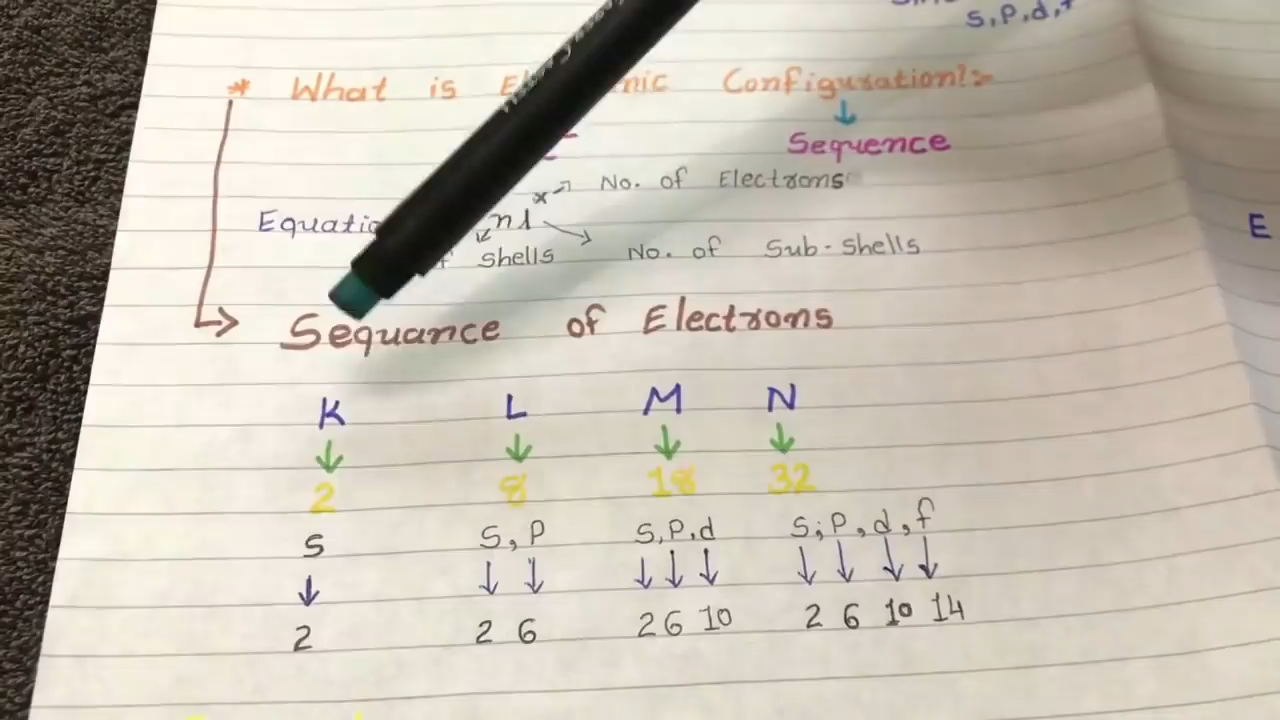 s,P,d,f
* What is Configuration?:-
Sequence
x → No. of Electrons
nl
Shells No. of Sub-Shells
Sequance of Electrons
K L M N
2 8 18 32
S S,P S,P,d S,P,d,f
2 2 6 2 6 10 2 6 10 14
E